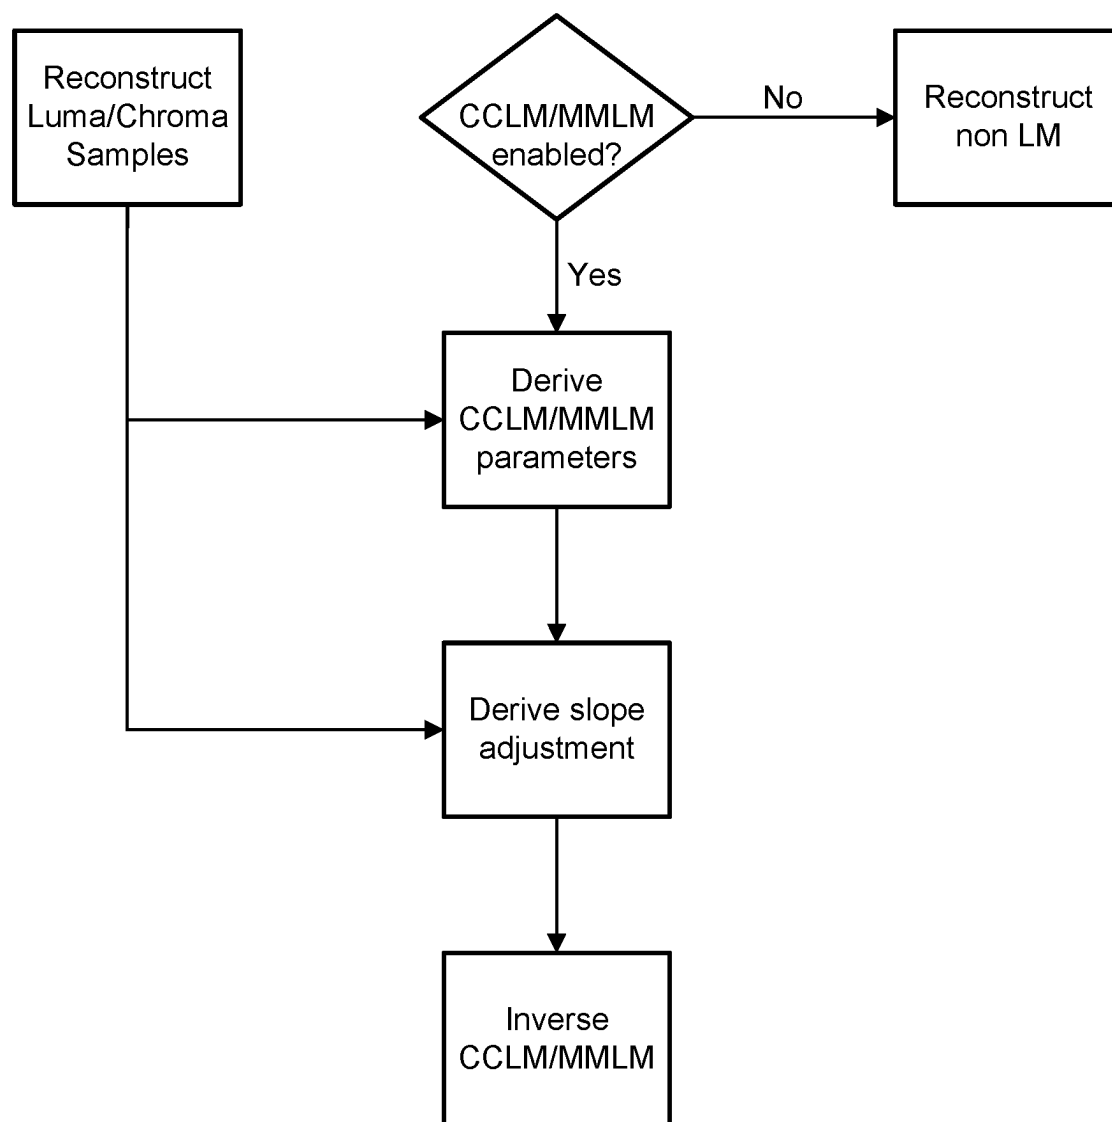 Reconstruct
Luma/Chroma
Samples
CCLM/MMLM
enabled?
No
Reconstruct
non LM
Yes
Derive
CCLM/MMLM
parameters
Derive slope
adjustment
Inverse
CCLM/MMLM